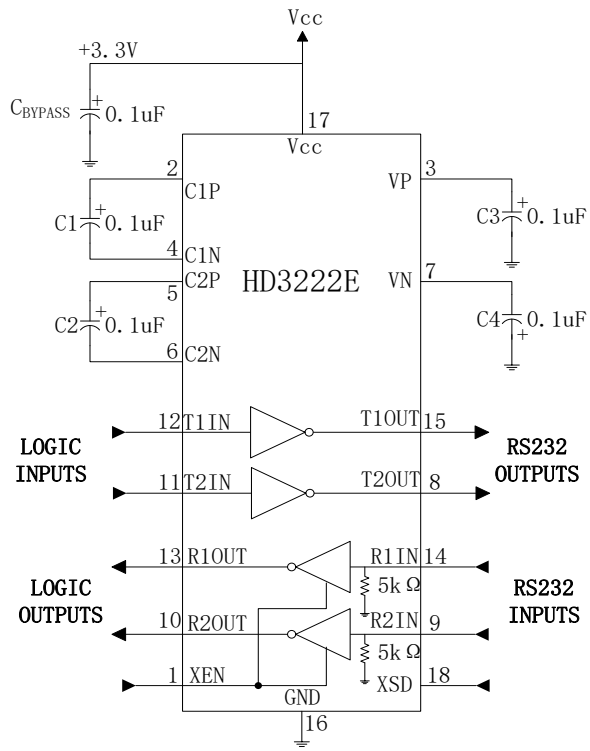 Vcc
+3.3V
CBYPASS
+
0.1uF
17
Vcc
2
3
C1P
VP
C1
+
0.1uF
C3
+
0.1uF
4
C1N
C2P
5
HD3222E
VN
7
C2
+
0.1uF
C4
0.1uF
+
6
C2N
LOGIC
INPUTS
12
T1IN
T1OUT
15
11
T2IN
T2OUT
8
RS232
OUTPUTS
LOGIC
OUTPUTS
13
R1OUT
R1IN
14
5kΩ
10
R2OUT
R2IN
9
5kΩ
RS232
INPUTS
1
XEN
XSD
18
GND
16